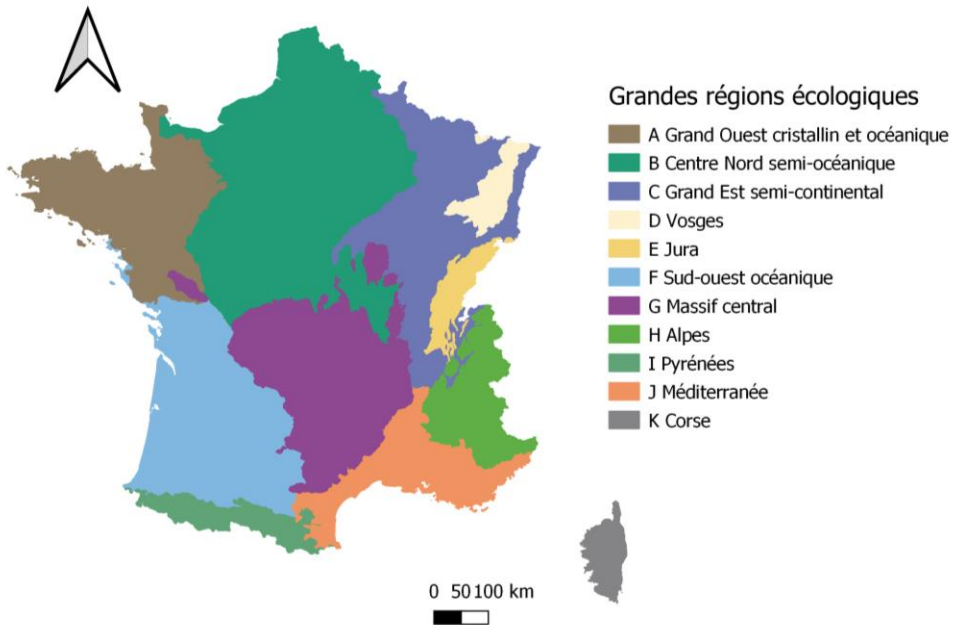 Grandes régions écologiques
A Grand Ouest cristallin et océanique
B Centre Nord semi-océanique
C Grand Est semi-continental
D Vosges
E Jura
F Sud-ouest océanique
G Massif central
H Alpes
I Pyrénées
J Méditerranée
K Corse
0 50 100 km